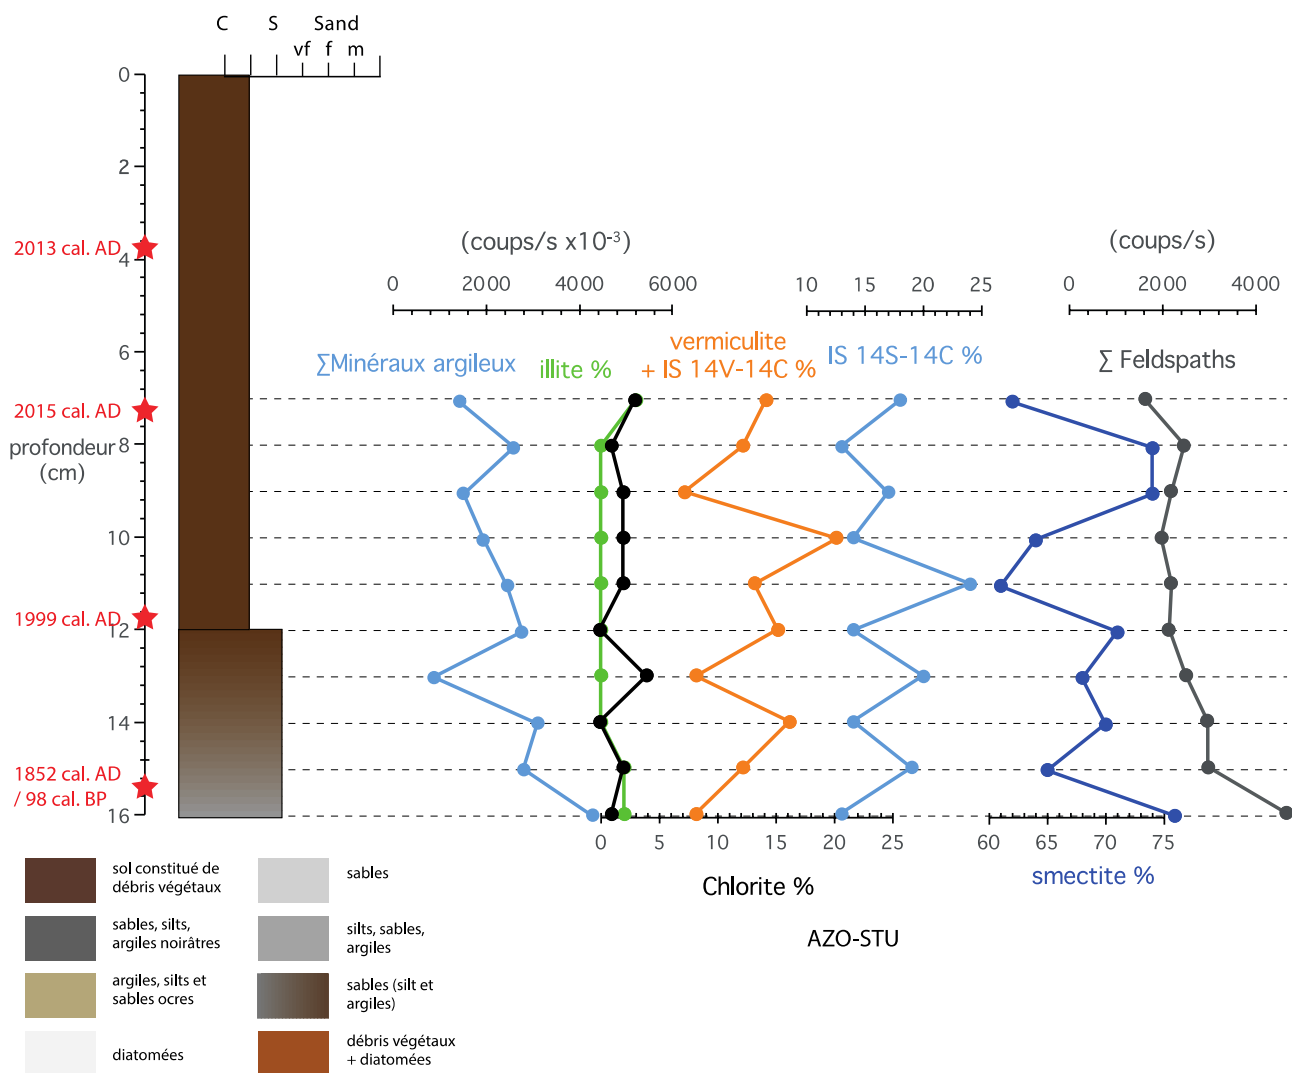 C S Sand
vf f m
0
2
2013 cal. AD
4
6
2015 cal. AD
profondeur
8
(cm)
10
1999 cal. AD
12
14
1852 cal. AD
/ 98 cal. BP
16
(coups/s x10⁻³)
0 2000 4000 6000
10 15 20 25
(coups/s)
0 2000 4000
∑Minéraux argileux
illite %
vermiculite
+ IS 14V-14C %
IS 14S-14C %
∑ Feldspaths
0 5 10 15 20 25
Chlorite %
60 65 70 75
smectite %
AZO-STU
sol constitué de
débris végétaux
sables, silts,
argiles noirâtres
argiles, silts et
sables ocres
diatomées
sables
silts, sables,
argiles
sables (silt et
argiles)
débris végétaux
+ diatomées